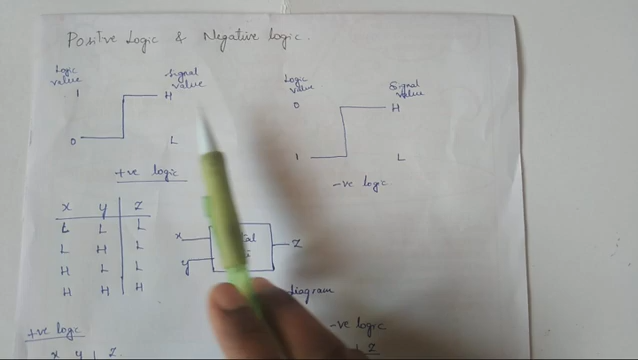 Positve Logic & Negative logic.
Logic value
Signal value
1
H
0
L
+ve logic
Logic value
Signal value
0
H
1
L
-ve logic
x y z
L L L
L H L
H L L
H H H
x
y
Z
diagram
+ve logic
x y z
-ve logic
z